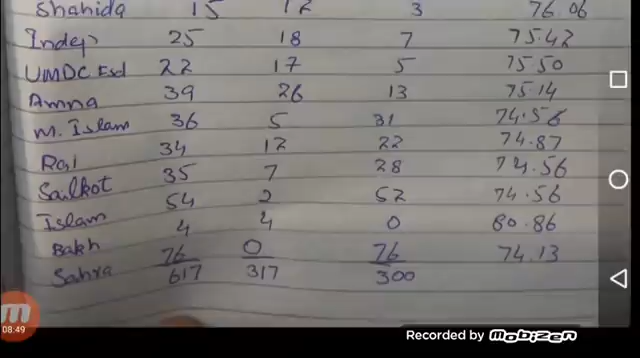 Shahida 15 12 3 76.06
Indep 25 18 7 75.42
UMDC Fsd 22 17 5 75.50
Amna 39 26 13 75.14
M. Islam 36 5 31 74.56
Rai 34 12 22 74.87
Sailkot 35 7 28 74.56
Islam 54 2 52 74.56
Bakh 4 4 0 80.86
Sahra 76 0 76 74.13
617 317 300
08:49
Recorded by Mobizen